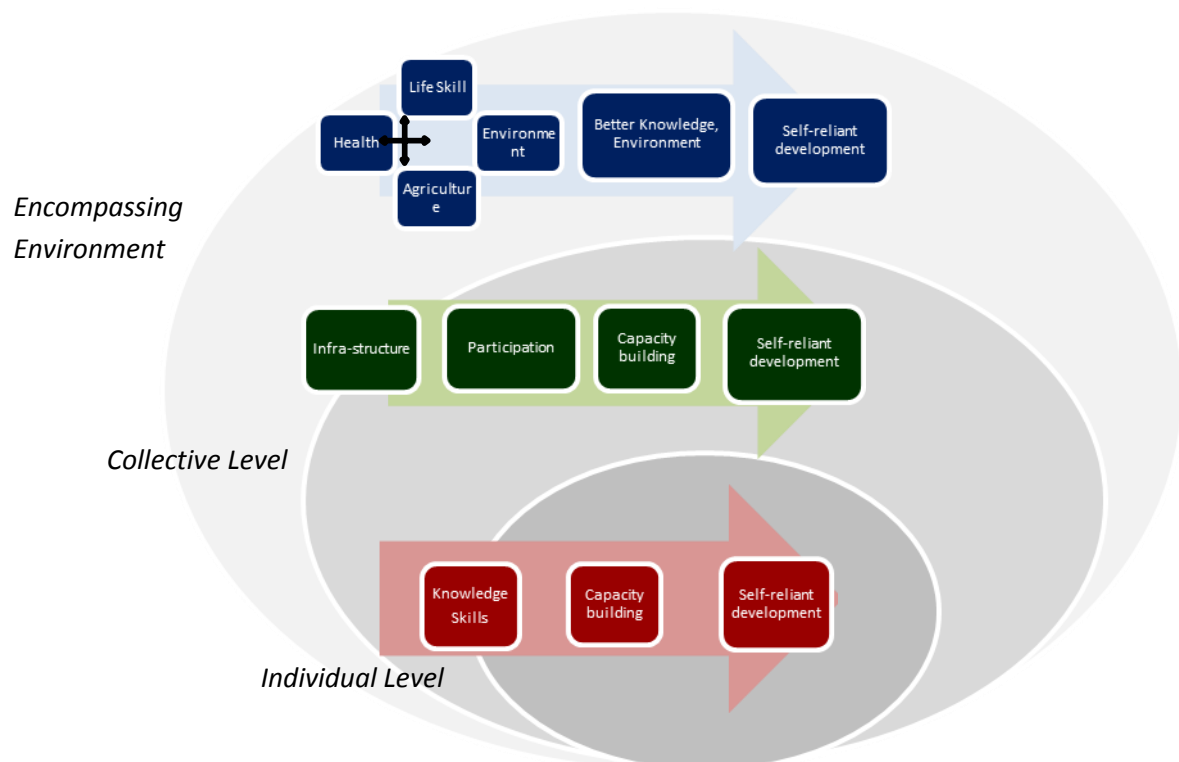 Life Skill
Health
Environme
nt
Agricultur
e
Better Knowledge,
Environment
Self-reliant
development
Encompassing
Environment
Infra-structure
Participation
Capacity
building
Self-reliant
development
Collective Level
Knowledge
Skills
Capacity
building
Self-reliant
development
Individual Level